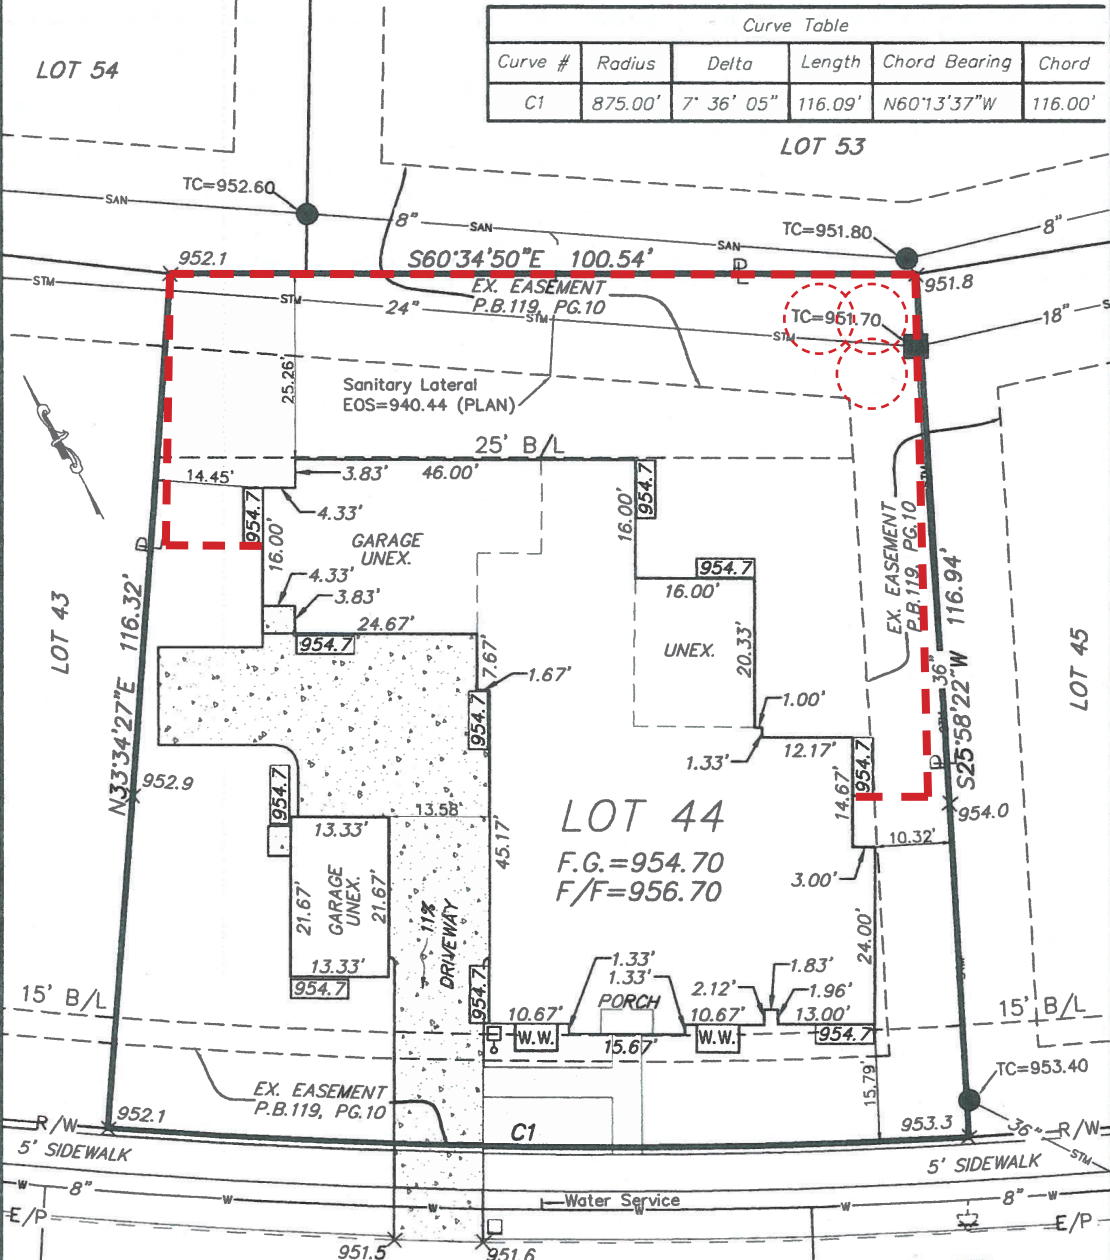 Curve Table
Curve # Radius Delta Length Chord Bearing Chord
C1 875.00' 7° 36' 05" 116.09' N60°13'37"W 116.00'
LOT 54
LOT 53
TC=952.60
SAN
8"
SAN
SAN
TC=951.80
8"
952.1
S60°34'50"E 100.54'
951.8
STM
STM
24"
EX. EASEMENT
P.B.119, PG.10
STM
STM
TC=951.70
18"
25.26'
Sanitary Lateral
EOS=940.44 (PLAN)
25' B/L
14.45'
3.83'
46.00'
954.7
4.33'
16.00'
GARAGE
UNEX.
16.00'
954.7
954.7
16.00'
4.33'
3.83'
24.67'
954.7
UNEX.
20.33'
EX. EASEMENT
P.B.119, PG.10
STM
LOT 43
N33°34'27"E 116.32'
7.67'
1.67'
954.7
1.00'
1.33'
12.17'
954.7
14.67'
S25°58'22"W 116.94'
36"
STM
LOT 45
952.9
954.7
13.58'
13.33'
LOT 44
F.G.=954.70
F/F=956.70
954.0
10.32'
3.00'
45.17'
21.67'
GARAGE
UNEX.
21.67'
11%
DRIVEWAY
24.00'
13.33'
954.7
954.7
1.33'
1.33'
PORCH
2.12'
1.83'
1.96'
STM
15' B/L
15' B/L
10.67'
W.W.
15.67'
10.67'
W.W.
13.00'
954.7
15.79'
EX. EASEMENT
P.B.119, PG.10
TC=953.40
952.1
C1
953.3
36"
STM
R/W
R/W
5' SIDEWALK
5' SIDEWALK
W
8"
W
W
Water Service
W
W
8"
W
E/P
E/P
951.5
951.6